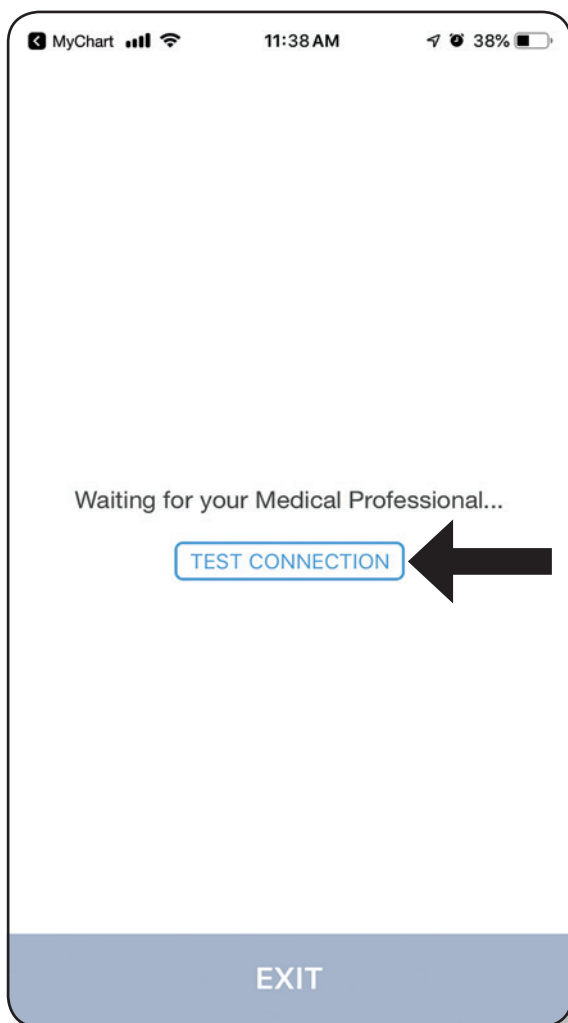 MyChart 11:38 AM 38%
Waiting for your Medical Professional...
TEST CONNECTION
EXIT